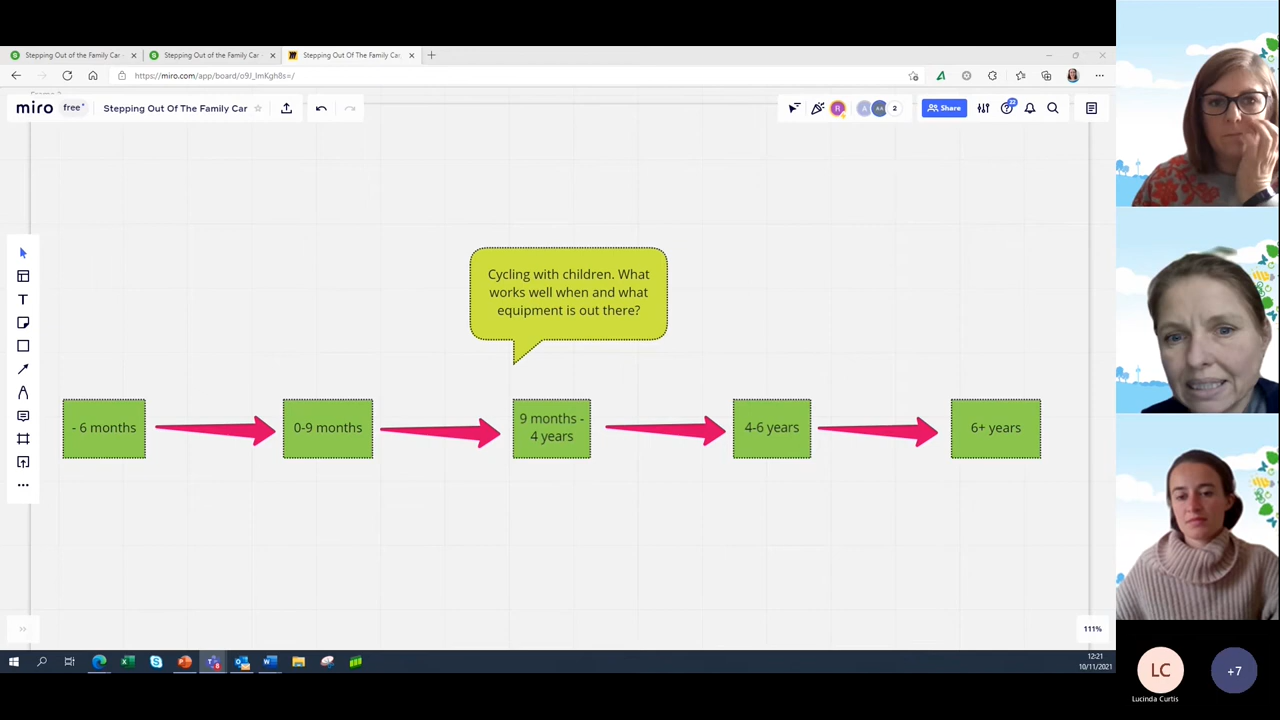 Stepping Out of the Family Car -
Stepping Out of the Family Car -
Stepping Out Of The Family Car,
https://miro.com/app/board/o9J_lmKgh8s=/
miro
free
Stepping Out Of The Family Car
R
A
2
Share
22
Cycling with children. What
works well when and what
equipment is out there?
- 6 months
0-9 months
9 months -
4 years
4-6 years
6+ years
T
111%
12:21
10/11/2021
LC
Lucinda Curtis
+7